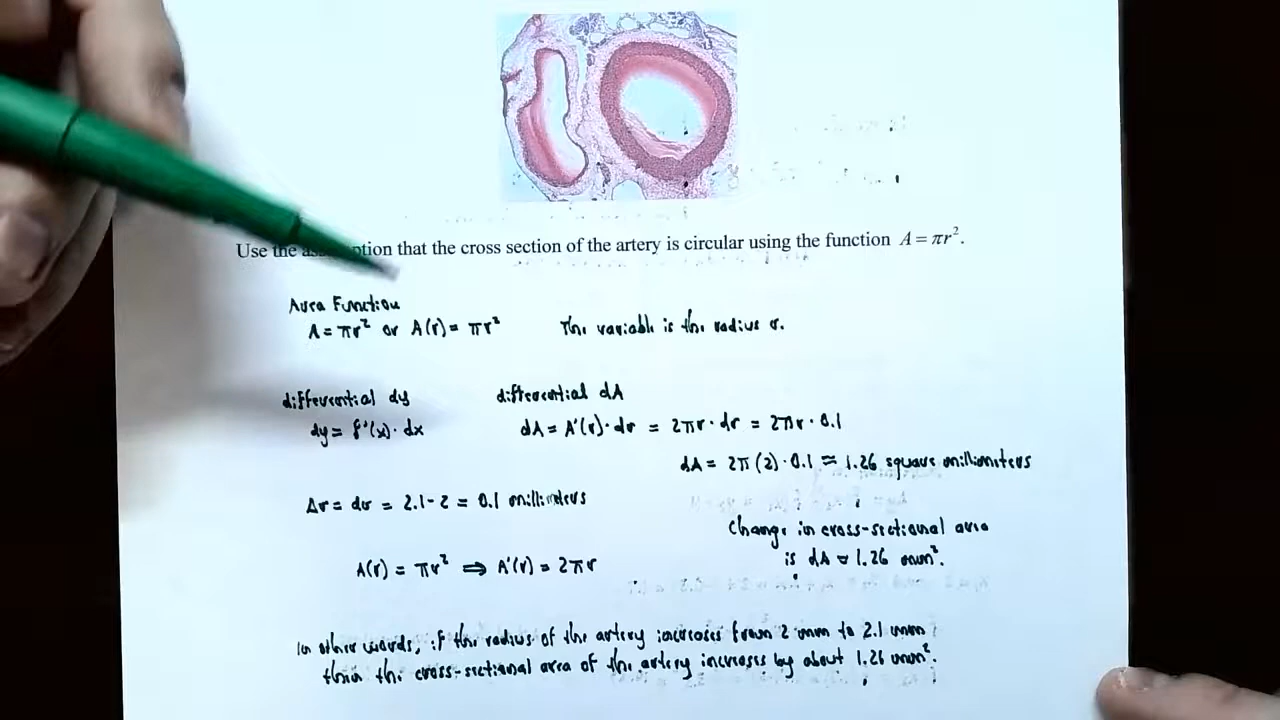 Use the assumption that the cross section of the artery is circular using the function A = πr².
Area Function
A = πr² or A(r) = πr² The variable is the radius r.
differential dy differential dA
dy = f'(x)·dx dA = A'(r)·dr = 2πr·dr = 2πr·0.1
dA = 2π(2)·0.1 ≈ 1.26 square millimeters
Δr = dr = 2.1 - 2 = 0.1 millimeters
Change in cross-sectional area
is dA ≈ 1.26 mm².
A(r) = πr² ⟹ A'(r) = 2πr
In other words, if the radius of the artery increases from 2 mm to 2.1 mm
then the cross-sectional area of the artery increases by about 1.26 mm².